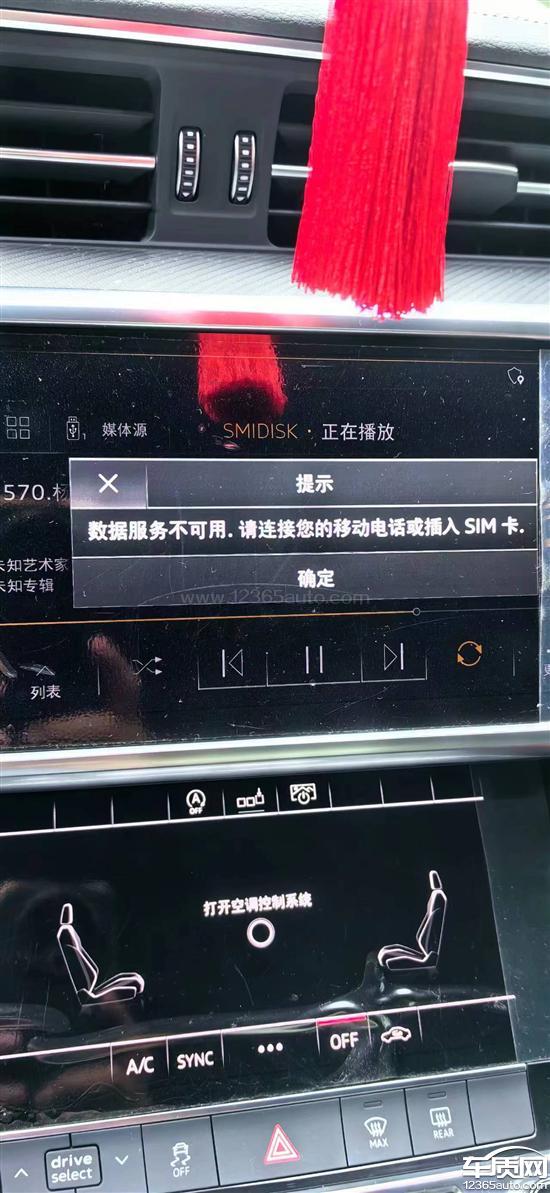 媒体源
SMIDISK · 正在播放
570.杨
提示
数据服务不可用. 请连接您的移动电话或插入 SIM 卡.
未知艺术家
未知专辑
确定
www.12365auto.com
列表
OFF
打开空调控制系统
A/C
SYNC
OFF
drive
select
OFF
MAX
REAR
车质网
12365auto.com